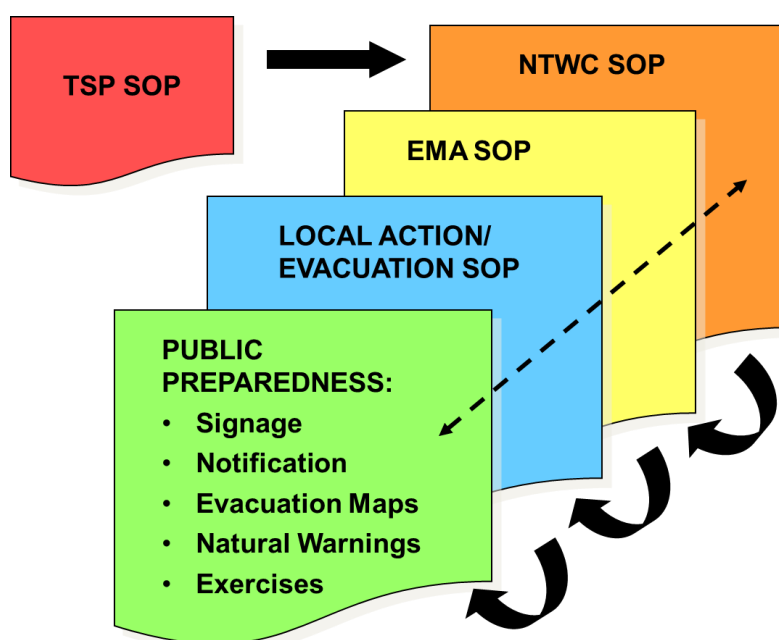 TSP SOP
NTWC SOP
EMA SOP
LOCAL ACTION/
EVACUATION SOP
PUBLIC
PREPAREDNESS:
• Signage
• Notification
• Evacuation Maps
• Natural Warnings
• Exercises